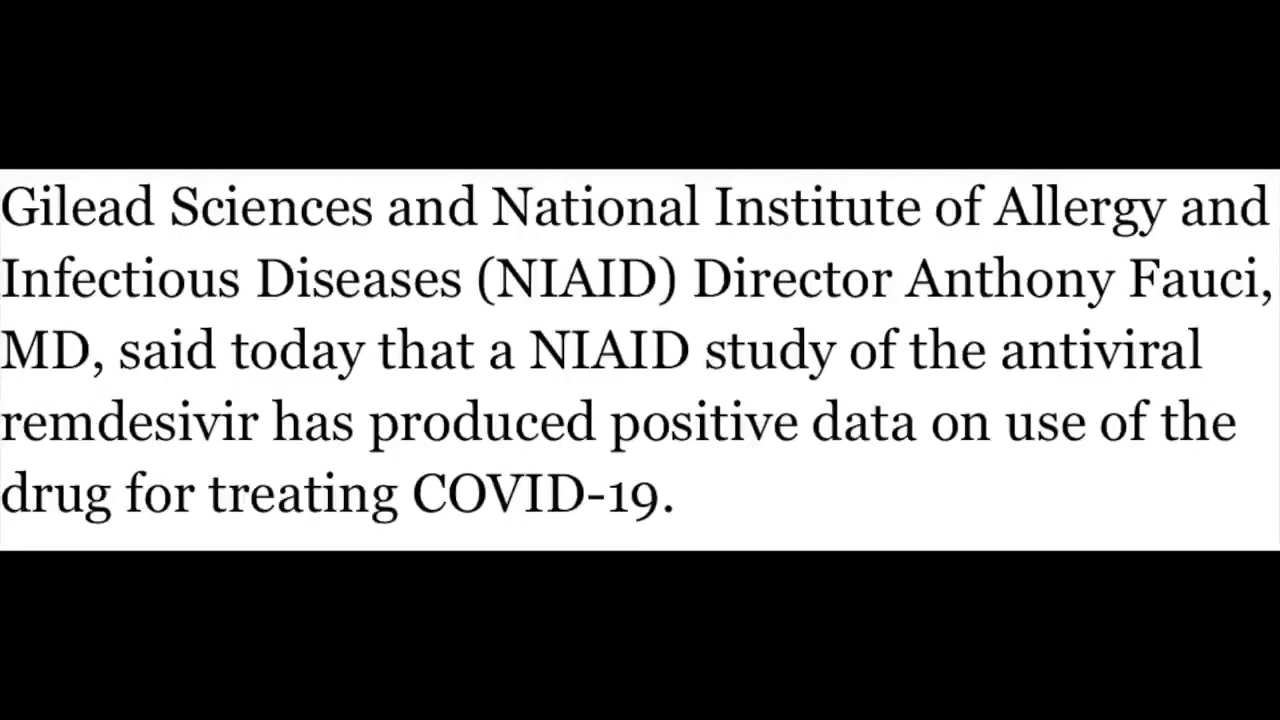 Gilead Sciences and National Institute of Allergy and
Infectious Diseases (NIAID) Director Anthony Fauci,
MD, said today that a NIAID study of the antiviral
remdesivir has produced positive data on use of the
drug for treating COVID-19.